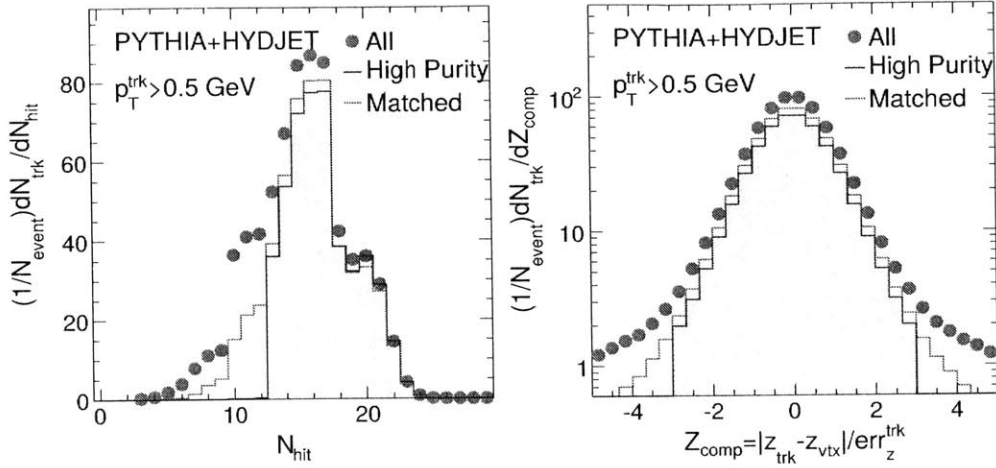 PYTHIA+HYDJET
p_T^trk>0.5 GeV
All
High Purity
Matched
(1/N_event)dN_trk/dN_hit
80
60
40
20
0
0
10
20
N_hit
PYTHIA+HYDJET
p_T^trk>0.5 GeV
All
High Purity
Matched
(1/N_event)dN_trk/dZ_comp
10^2
10
1
-4
-2
0
2
4
Z_comp=|z_trk-z_vtx|/err_z^trk